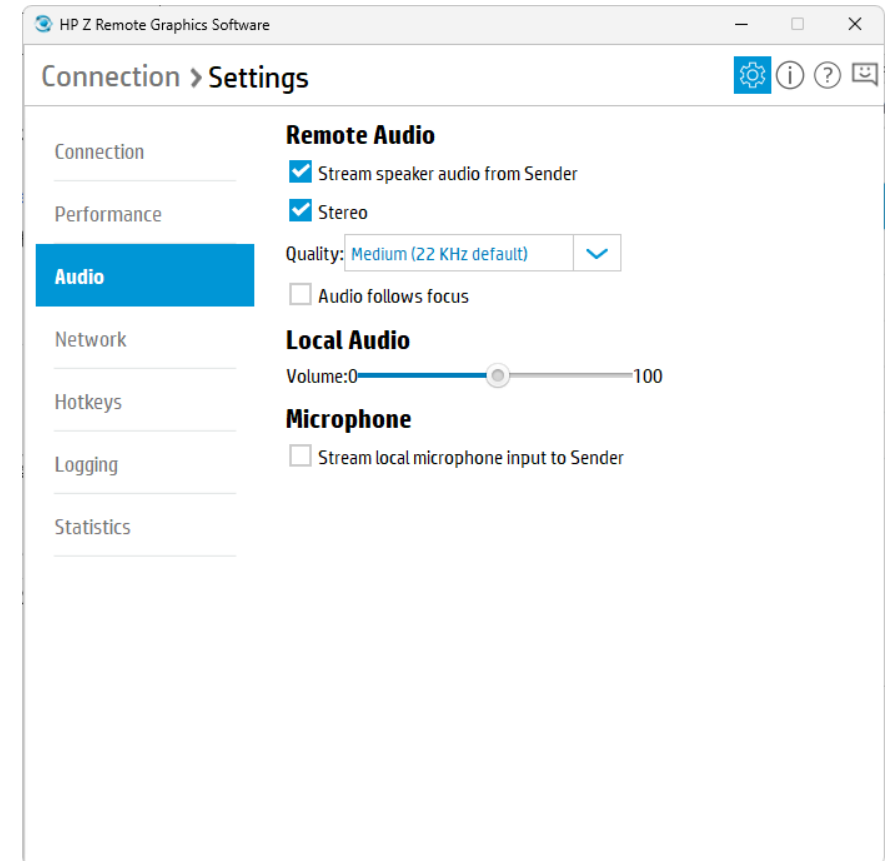 HP Z Remote Graphics Software
Connection > Settings
Connection
Performance
Audio
Network
Hotkeys
Logging
Statistics
Remote Audio
Stream speaker audio from Sender
Stereo
Quality: Medium (22 KHz default)
Audio follows focus
Local Audio
Volume:0 100
Microphone
Stream local microphone input to Sender